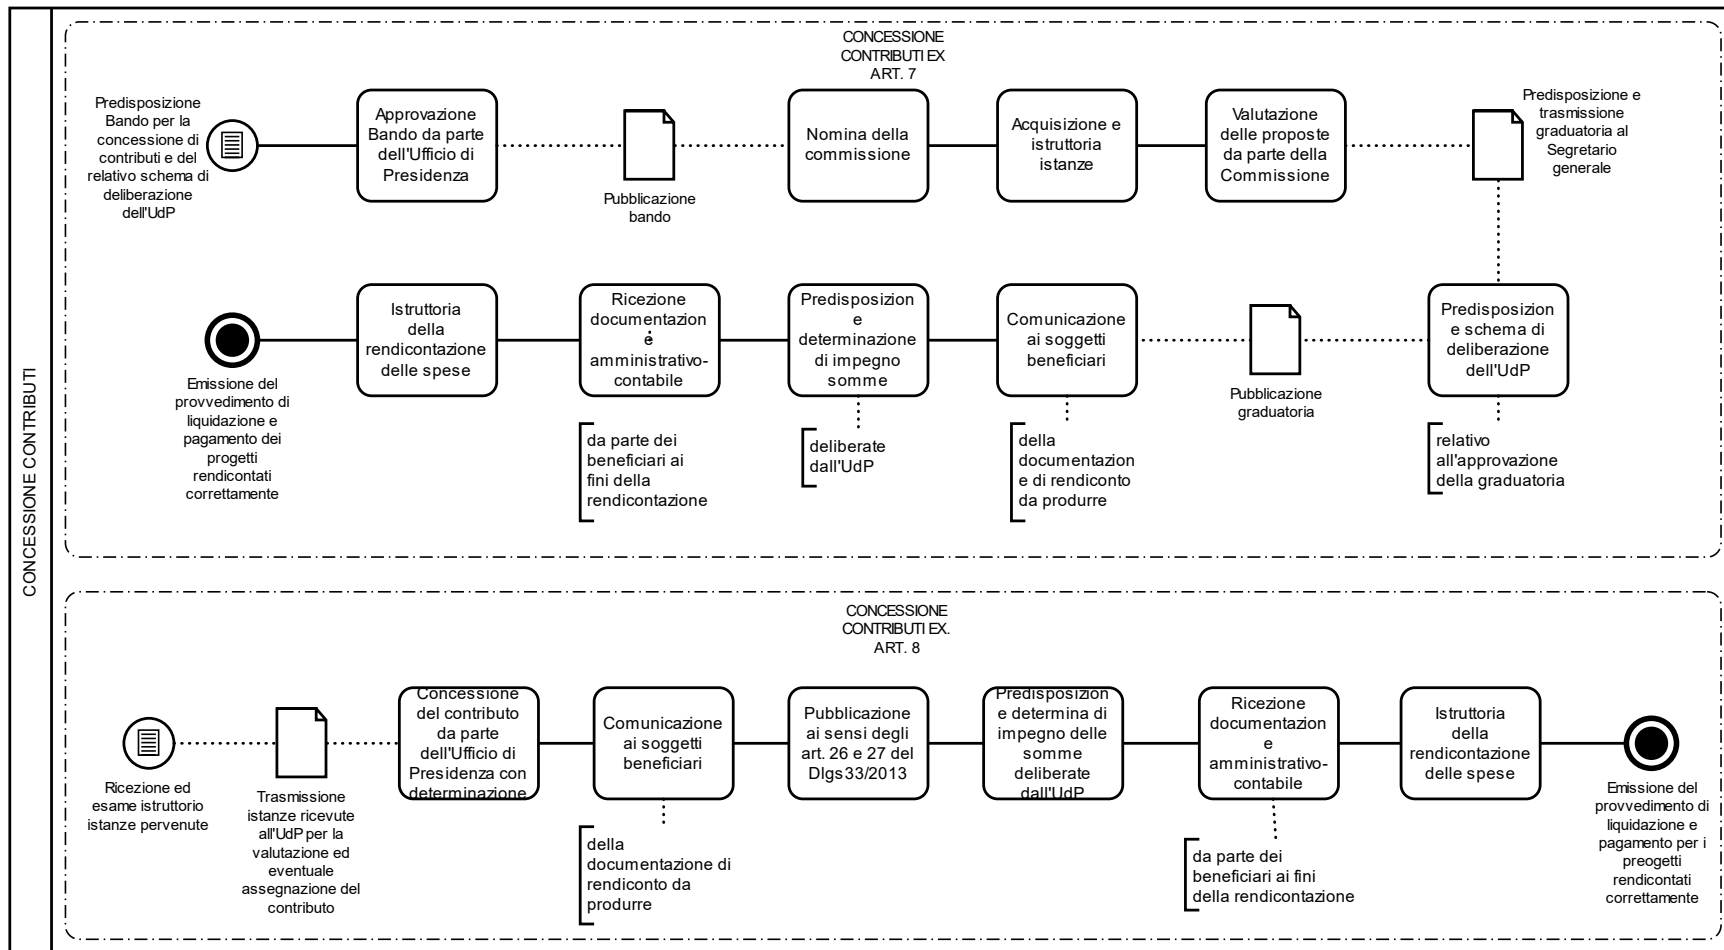 CONCESSIONE CONTRIBUTI
CONCESSIONE
CONTRIBUTI EX
ART. 7
Predisposizione
Bando per la
concessione di
contributi e del
relativo schema di
deliberazione
dell'UdP
Approvazione
Bando da parte
dell'Ufficio di
Presidenza
Pubblicazione
bando
Nomina della
commissione
Acquisizione e
istruttoria
istanze
Valutazione
delle proposte
da parte della
Commissione
Predisposizione e
trasmissione
graduatoria al
Segretario
generale
Emissione del
provvedimento di
liquidazione e
pagamento dei
progetti
rendicontati
correttamente
Istruttoria
della
rendicontazione
delle spese
Ricezione
documentazion
e
amministrativo-
contabile
da parte dei
beneficiari ai
fini della
rendicontazione
Predisposizion
e
determinazione
di impegno
somme
deliberate
dall'UdP
Comunicazione
ai soggetti
beneficiari
della
documentazion
e di rendiconto
da produrre
Pubblicazione
graduatoria
Predisposizion
e schema di
deliberazione
dell'UdP
relativo
all'approvazione
della graduatoria
CONCESSIONE
CONTRIBUTI EX.
ART. 8
Ricezione ed
esame istruttorio
istanze pervenute
Trasmissione
istanze ricevute
all'UdP per la
valutazione ed
eventuale
assegnazione del
contributo
Concessione
del contributo
da parte
dell'Ufficio di
Presidenza con
determinazione
Comunicazione
ai soggetti
beneficiari
della
documentazione di
rendiconto da
produrre
Pubblicazione
ai sensi degli
art. 26 e 27 del
Dlgs33/2013
Predisposizion
e determina di
impegno delle
somme
deliberate
dall'UdP
Ricezione
documentazion
e
amministrativo-
contabile
da parte dei
beneficiari ai fini
della rendicontazione
Istruttoria
della
rendicontazione
delle spese
Emissione del
provvedimento di
liquidazione e
pagamento per i
preogetti
rendicontati
correttamente